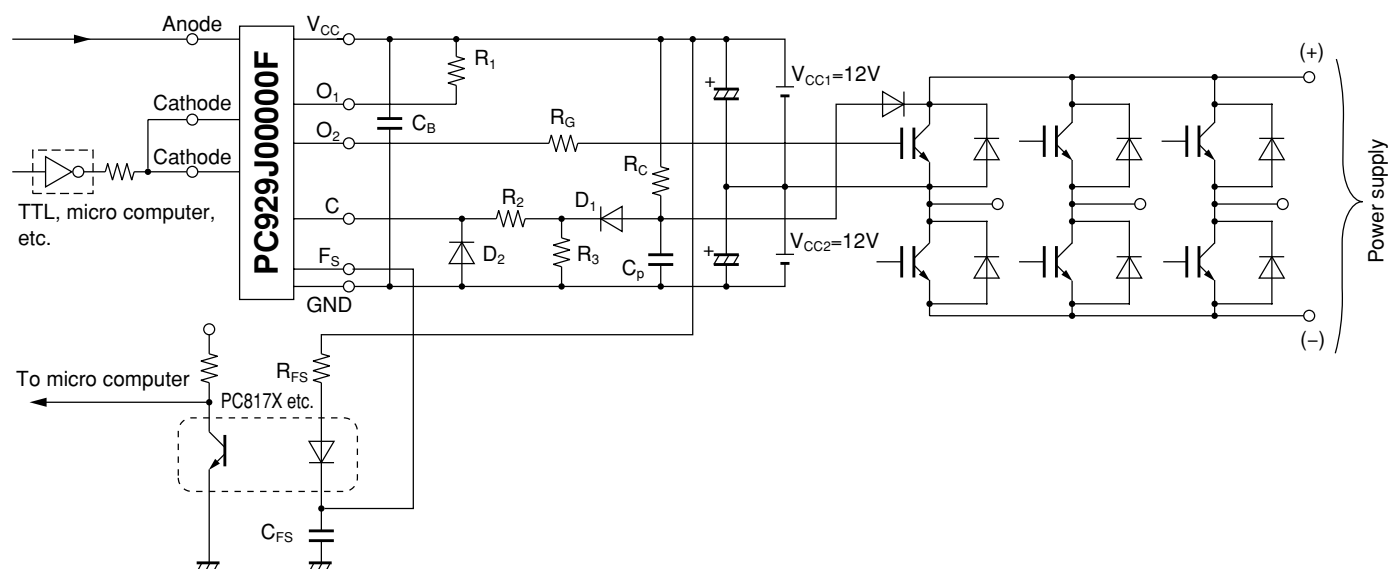 Anode
V_CC
PC929J00000F
R_1
+
V_CC1=12V
(+)
Cathode
O_1
O_2
C_B
R_G
Cathode
R_C
TTL, micro computer,
etc.
C
R_2
D_1
D_2
R_3
C_p
+
V_CC2=12V
F_S
GND
(−)
Power supply
R_FS
To micro computer
PC817X etc.
C_FS